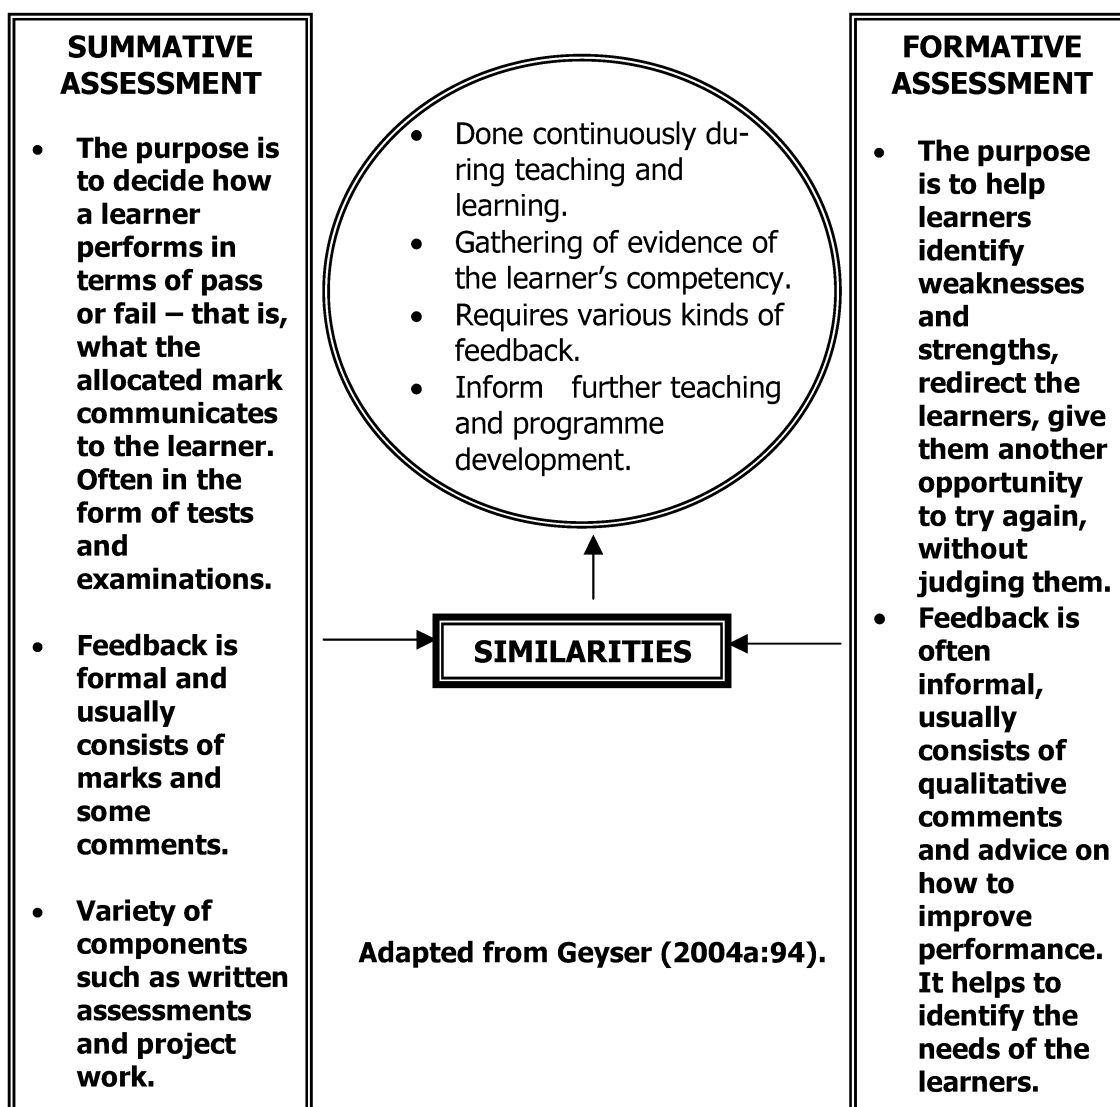 SUMMATIVE
ASSESSMENT
• The purpose is
to decide how
a learner
performs in
terms of pass
or fail – that is,
what the
allocated mark
communicates
to the learner.
Often in the
form of tests
and
examinations.
• Feedback is
formal and
usually
consists of
marks and
some
comments.
• Variety of
components
such as written
assessments
and project
work.
• Done continuously du-
ring teaching and
learning.
• Gathering of evidence of
the learner’s competency.
• Requires various kinds of
feedback.
• Inform further teaching
and programme
development.
SIMILARITIES
Adapted from Geyser (2004a:94).
FORMATIVE
ASSESSMENT
• The purpose
is to help
learners
identify
weaknesses
and
strengths,
redirect the
learners, give
them another
opportunity
to try again,
without
judging them.
• Feedback is
often
informal,
usually
consists of
qualitative
comments
and advice on
how to
improve
performance.
It helps to
identify the
needs of the
learners.